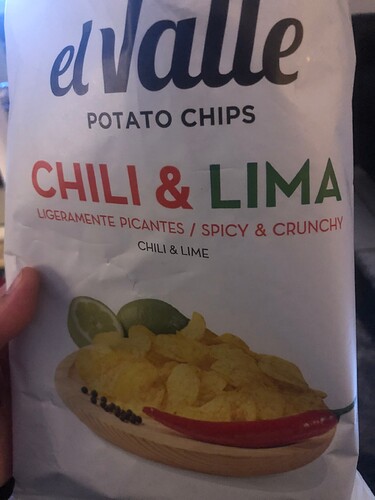 el Valle
POTATO CHIPS
CHILI & LIMA
LIGERAMENTE PICANTES / SPICY & CRUNCHY
CHILI & LIME